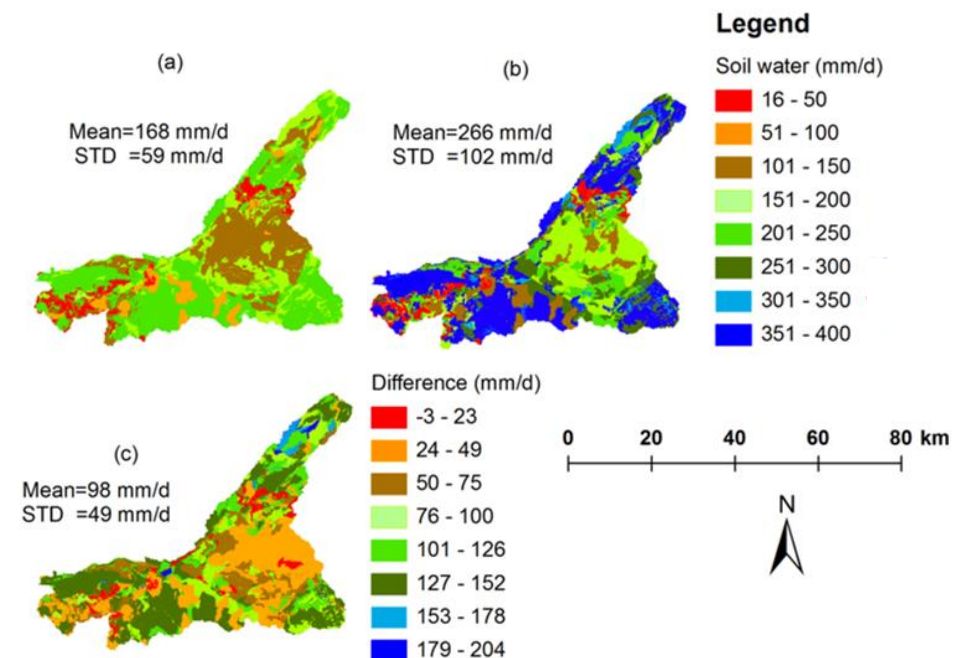 Legend
(a)
(b)
Soil water (mm/d)
Mean=168 mm/d
STD =59 mm/d
Mean=266 mm/d
STD =102 mm/d
16 - 50
51 - 100
101 - 150
151 - 200
201 - 250
251 - 300
301 - 350
351 - 400
Difference (mm/d)
(c)
Mean=98 mm/d
STD =49 mm/d
-3 - 23
24 - 49
50 - 75
76 - 100
101 - 126
127 - 152
153 - 178
179 - 204
0 20 40 60 80 km
N